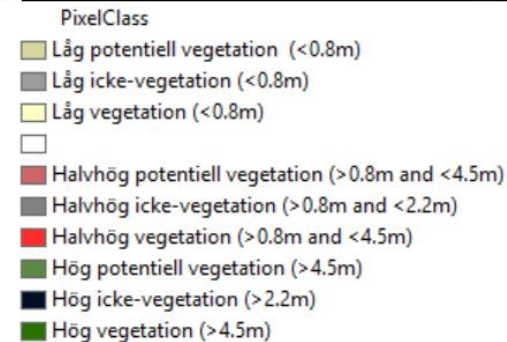 PixelClass
Låg potentiell vegetation (<0.8m)
Låg icke-vegetation (<0.8m)
Låg vegetation (<0.8m)
Halvhög potentiell vegetation (>0.8m and <4.5m)
Halvhög icke-vegetation (>0.8m and <2.2m)
Halvhög vegetation (>0.8m and <4.5m)
Hög potentiell vegetation (>4.5m)
Hög icke-vegetation (>2.2m)
Hög vegetation (>4.5m)